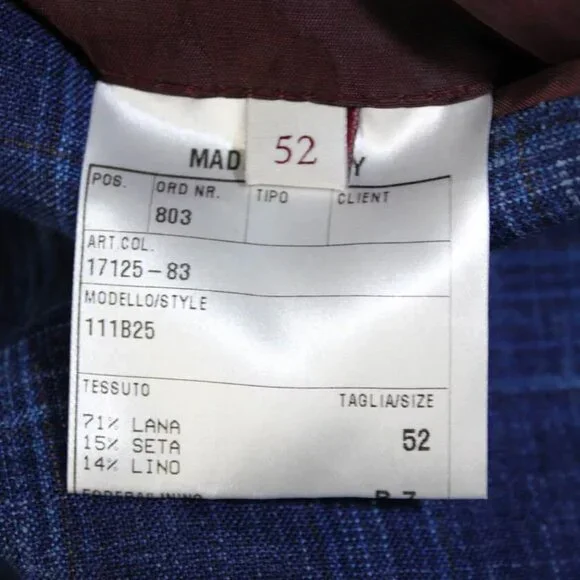 MAD 52 Y
POS. ORD NR. TIPO CLIENT
803
ART.COL.
17125-83
MODELLO/STYLE
111B25
TESSUTO TAGLIA/SIZE
71% LANA
15% SETA 52
14% LINO